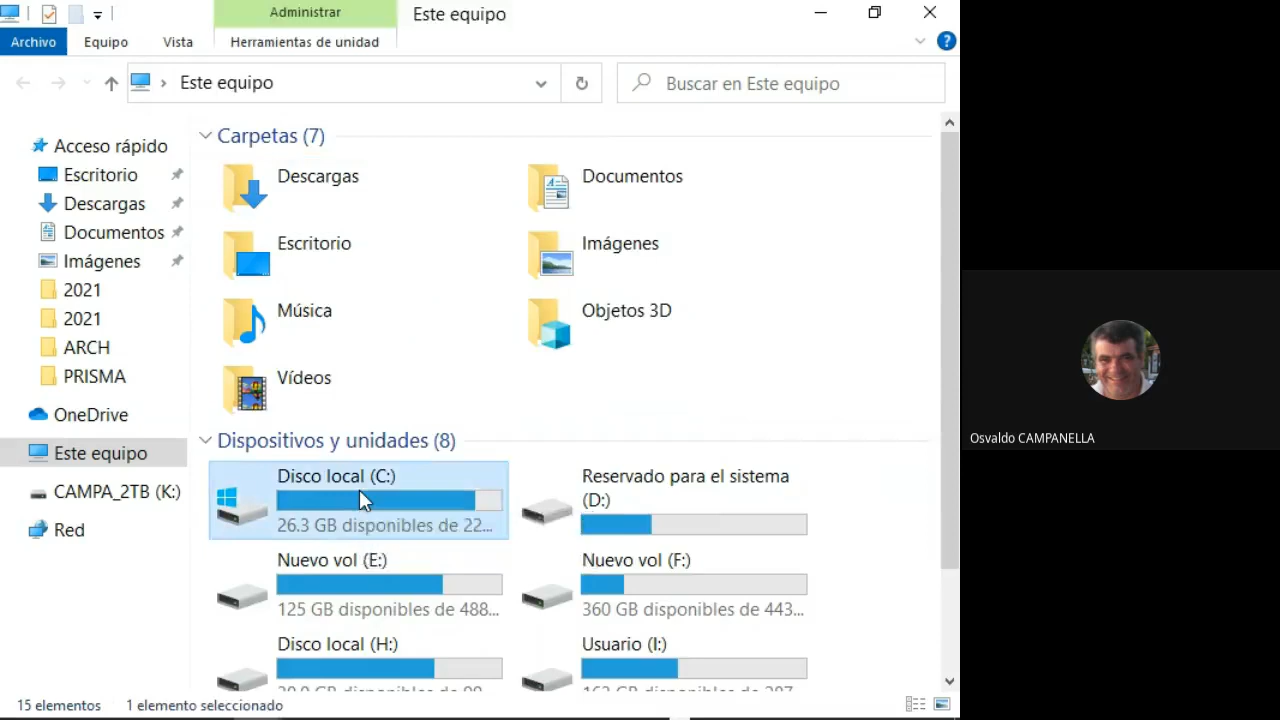 Administrar
Este equipo
Archivo
Equipo
Vista
Herramientas de unidad
Este equipo
Buscar en Este equipo
Acceso rápido
Escritorio
Descargas
Documentos
Imágenes
2021
2021
ARCH
PRISMA
OneDrive
Este equipo
CAMPA_2TB (K:)
Red
Carpetas (7)
Descargas
Documentos
Escritorio
Imágenes
Música
Objetos 3D
Vídeos
Dispositivos y unidades (8)
Disco local (C:)
26.3 GB disponibles de 22...
Reservado para el sistema
(D:)
Nuevo vol (E:)
125 GB disponibles de 488...
Nuevo vol (F:)
360 GB disponibles de 443...
Disco local (H:)
Usuario (I:)
15 elementos
1 elemento seleccionado
Osvaldo CAMPANELLA